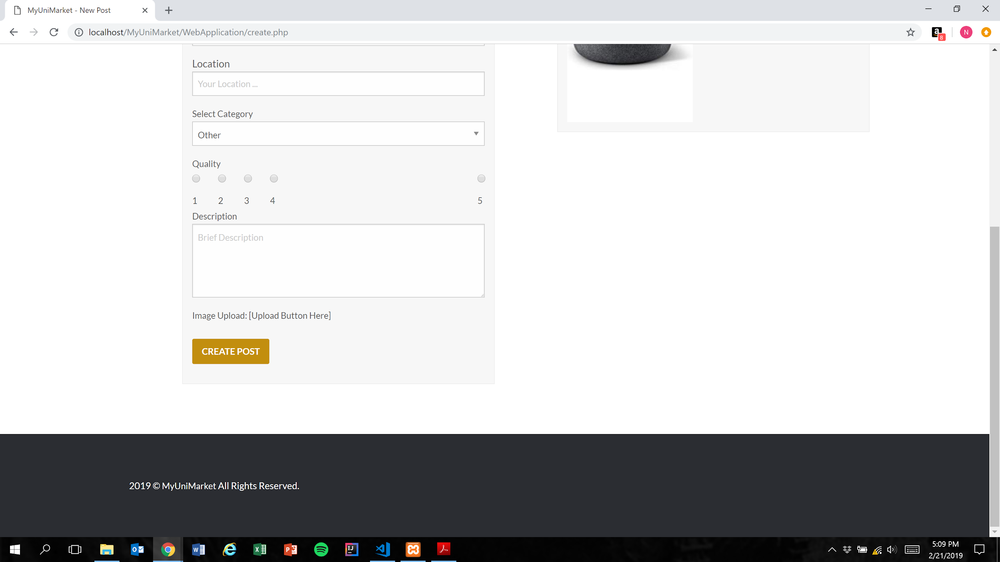 MyUniMarket - New Post
localhost/MyUniMarket/WebApplication/create.php
a
8
N
Location
Your Location ...
Select Category
Other
Quality
1 2 3 4 5
Description
Brief Description
Image Upload: [Upload Button Here]
CREATE POST
2019 © MyUniMarket All Rights Reserved.
5:09 PM
2/21/2019